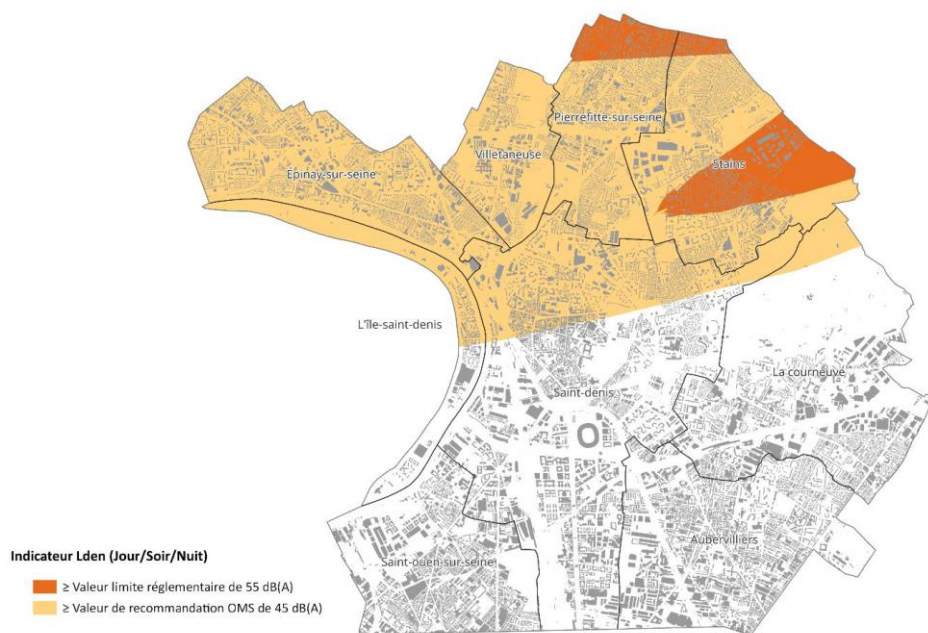 Pierrefitte-sur-seine
Villetaneuse
Stains
Épinay-sur-seine
L'île-saint-denis
La courneuve
Saint-denis
Aubervilliers
Saint-ouen-sur-seine
Indicateur Lden (Jour/Soir/Nuit)
≥ Valeur limite réglementaire de 55 dB(A)
≥ Valeur de recommandation OMS de 45 dB(A)